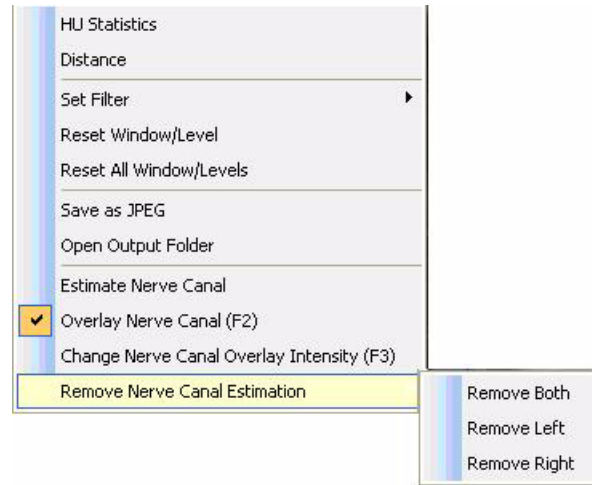 HU Statistics
Distance
Set Filter
Reset Window/Level
Reset All Window/Levels
Save as JPEG
Open Output Folder
Estimate Nerve Canal
Overlay Nerve Canal (F2)
Change Nerve Canal Overlay Intensity (F3)
Remove Nerve Canal Estimation
Remove Both
Remove Left
Remove Right